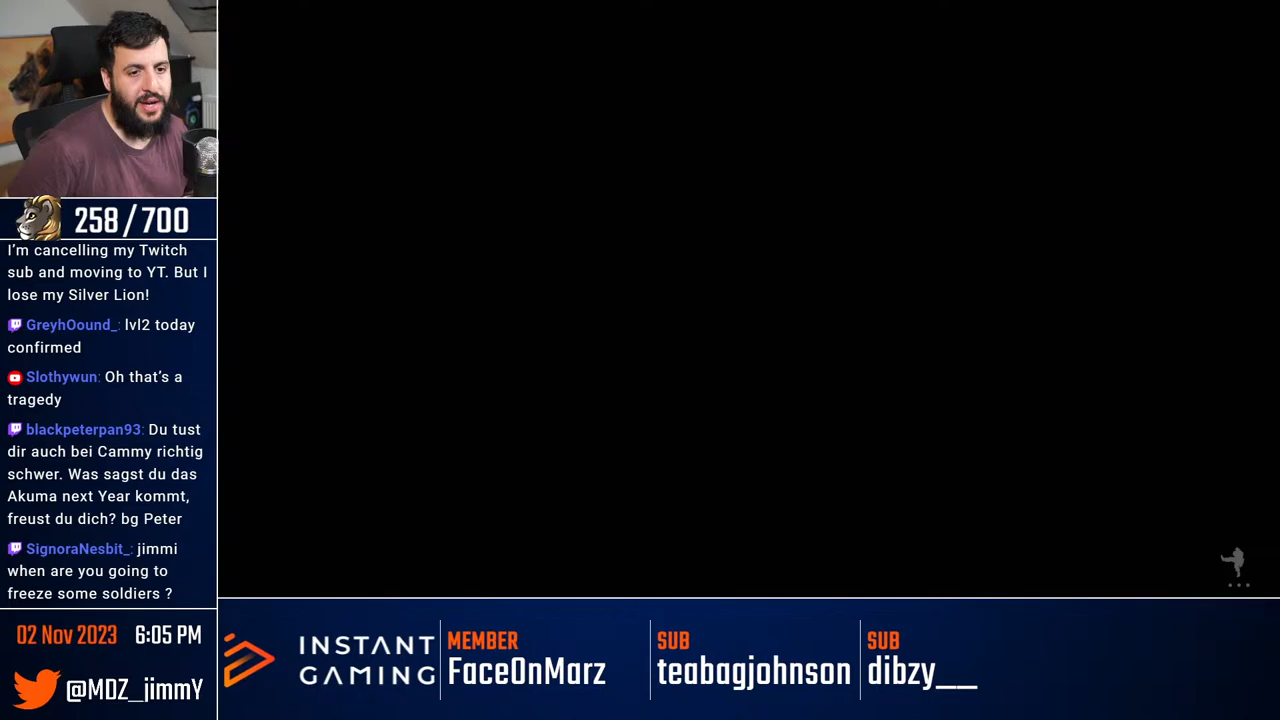 258/700
I'm cancelling my Twitch
sub and moving to YT. But I
lose my Silver Lion!
GreyhOound_: lvl2 today
confirmed
Slothywun: Oh that's a
tragedy
blackpeterpan93: Du tust
dir auch bei Cammy richtig
schwer. Was sagst du das
Akuma next Year kommt,
freust du dich? bg Peter
SignoraNesbit_: jimmi
when are you going to
freeze some soldiers ?
02 Nov 2023 6:05 PM
@MDZ_jimmY
INSTANT
GAMING
MEMBER
FaceOnMarz
SUB
teabagjohnson
SUB
dibzy__